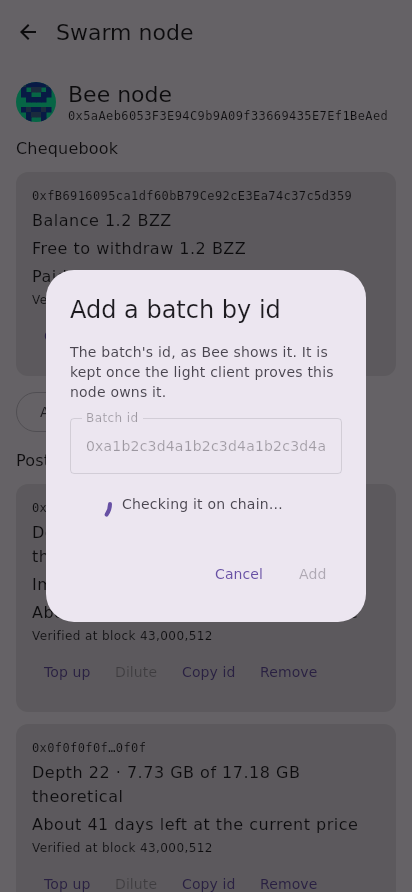 Swarm node
Bee node
0x5aAeb6053F3E94C9b9A09f33669435E7Ef1BeAed
Chequebook
0xfB6916095ca1df60bB79Ce92cE3Ea74c37c5d359
Balance 1.2 BZZ
Free to withdraw 1.2 BZZ
Add a batch by id
The batch's id, as Bee shows it. It is
kept once the light client proves this
node owns it.
Batch id
0xa1b2c3d4a1b2c3d4a1b2c3d4a
Checking it on chain...
Cancel Add
Verified at block 43,000,512
Top up Dilute Copy id Remove
0x0f0f0f0f…0f0f
Depth 22 · 7.73 GB of 17.18 GB
theoretical
About 41 days left at the current price
Verified at block 43,000,512
Top up Dilute Copy id Remove